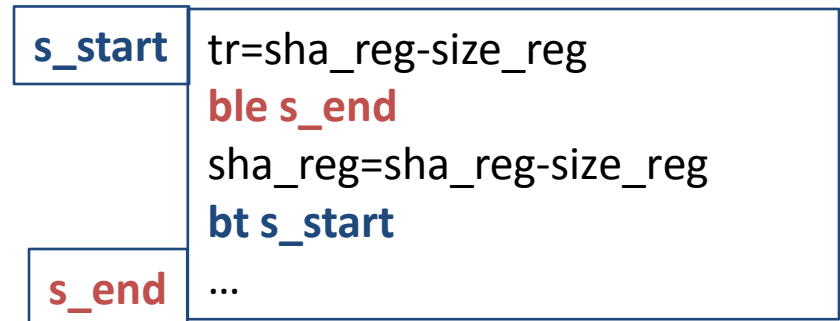 s_start tr=sha_reg-size_reg
ble s_end
sha_reg=sha_reg-size_reg
bt s_start
s_end ...